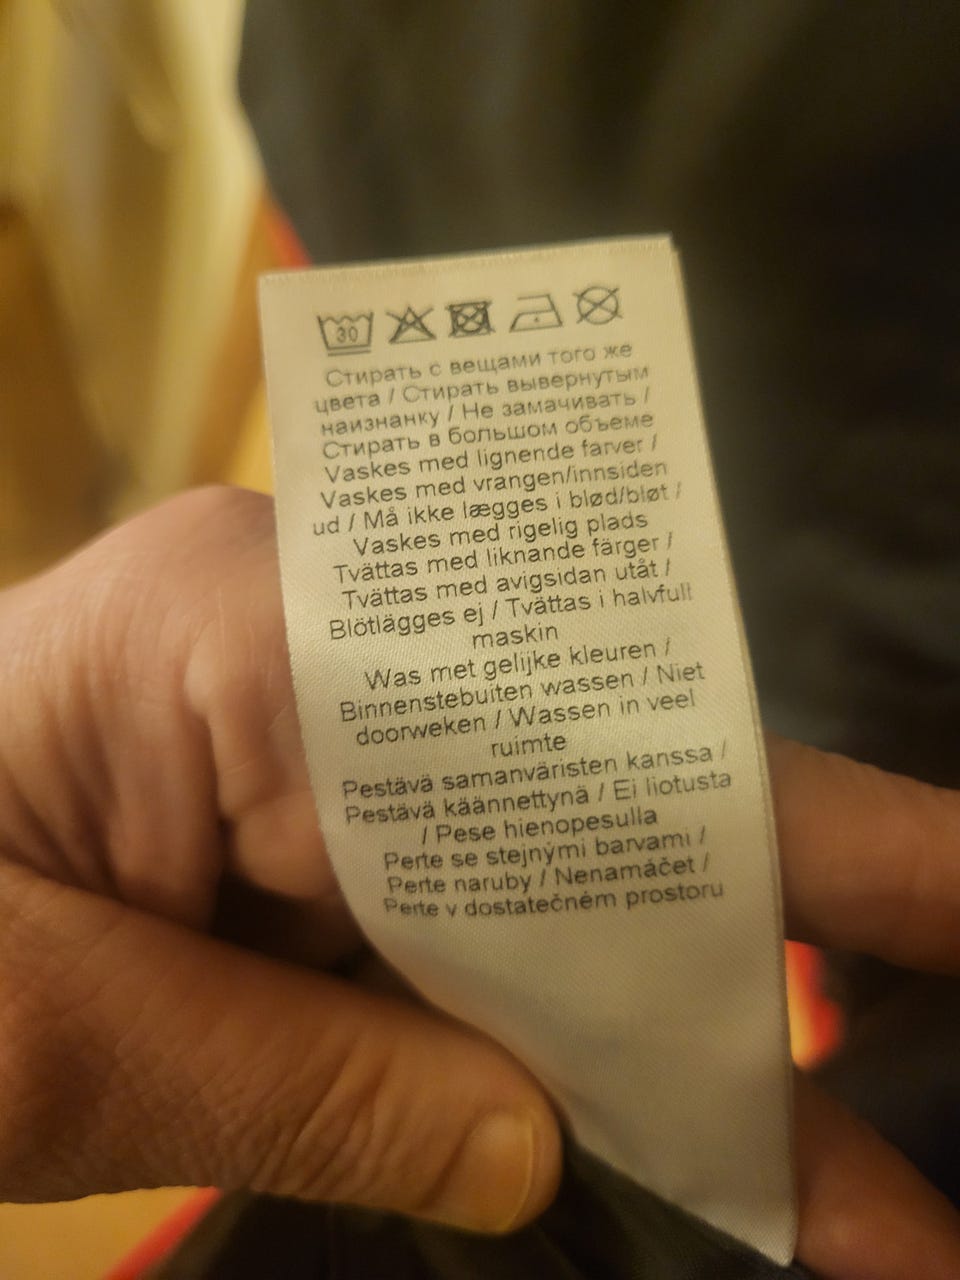 30
Стирать с вещами того же
цвета / Стирать вывернутым
наизнанку / Не замачивать /
Стирать в большом объеме
Vaskes med lignende farver /
Vaskes med vrangen/innsiden
ud / Må ikke lægges i blød/bløt /
Vaskes med rigelig plads
Tvättas med liknande färger /
Tvättas med avigsidan utåt /
Blötlägges ej / Tvättas i halvfull
maskin
Was met gelijke kleuren /
Binnenstebuiten wassen / Niet
doorweken / Wassen in veel
ruimte
Pestävä samanväristen kanssa /
Pestävä käännettynä / Ei liotusta
/ Pese hienopesulla
Perte se stejnými barvami /
Perte naruby / Nenamáčet /
Perte v dostatečném prostoru